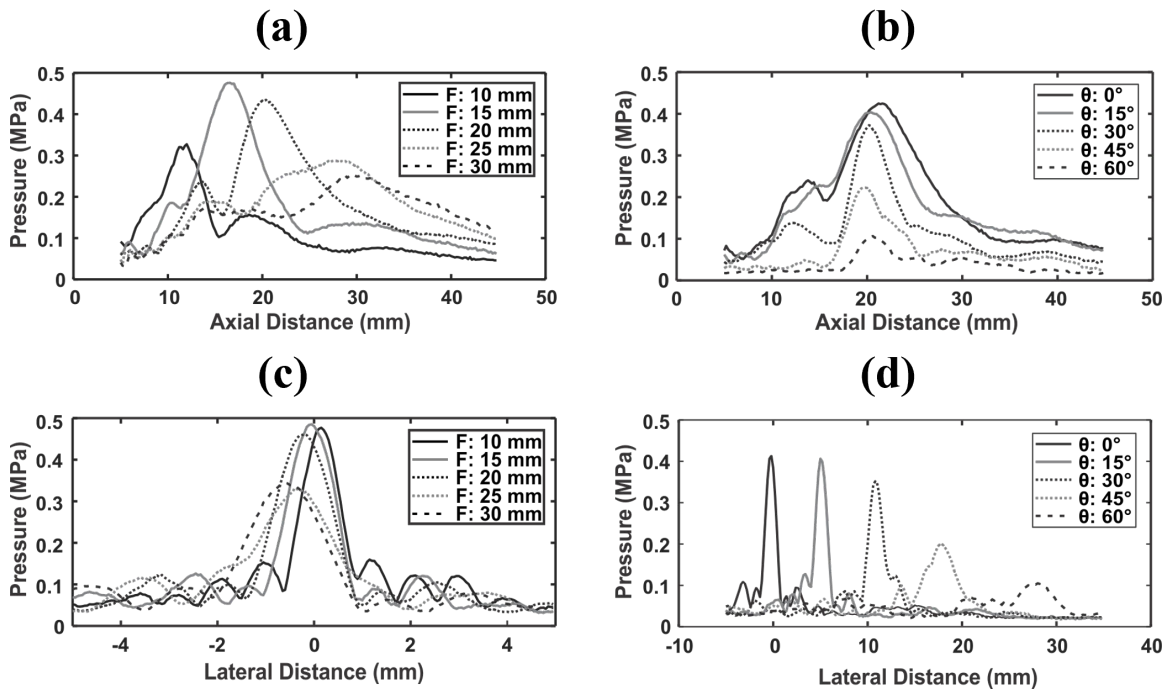 (a)
0.5
0.4
0.3
0.2
0.1
0
Pressure (MPa)
F: 10 mm
F: 15 mm
F: 20 mm
F: 25 mm
F: 30 mm
0 10 20 30 40 50
Axial Distance (mm)
(b)
0.5
0.4
0.3
0.2
0.1
0
Pressure (MPa)
θ: 0°
θ: 15°
θ: 30°
θ: 45°
θ: 60°
0 10 20 30 40 50
Axial Distance (mm)
(c)
0.5
0.4
0.3
0.2
0.1
0
Pressure (MPa)
F: 10 mm
F: 15 mm
F: 20 mm
F: 25 mm
F: 30 mm
-4 -2 0 2 4
Lateral Distance (mm)
(d)
0.5
0.4
0.3
0.2
0.1
0
Pressure (MPa)
θ: 0°
θ: 15°
θ: 30°
θ: 45°
θ: 60°
-10 0 10 20 30 40
Lateral Distance (mm)